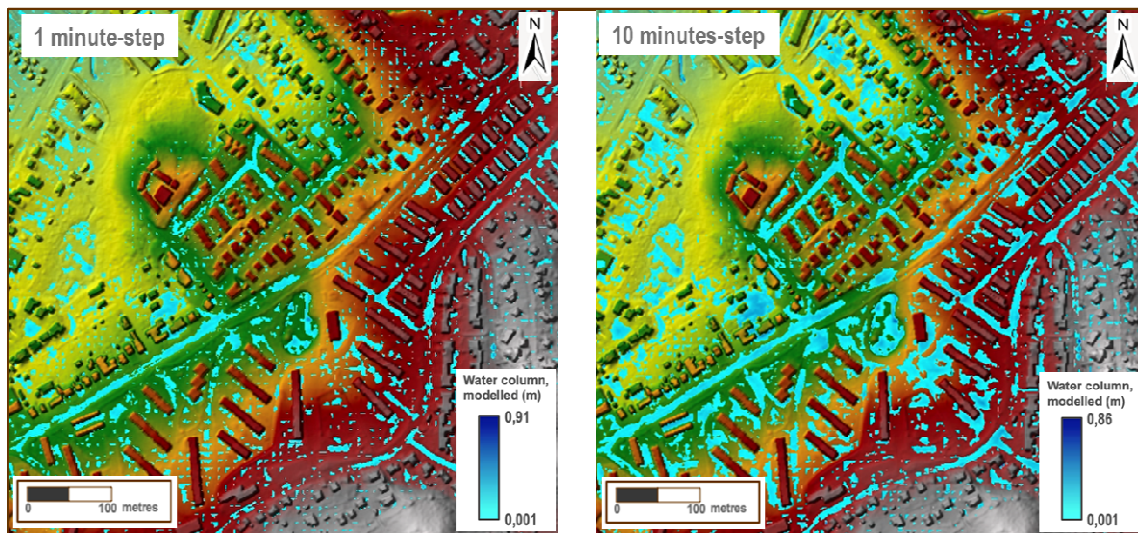 1 minute-step
N
Water column,
modelled (m)
0,91
0,001
0
100 metres
10 minutes-step
N
Water column,
modelled (m)
0,86
0,001
0
100 metres